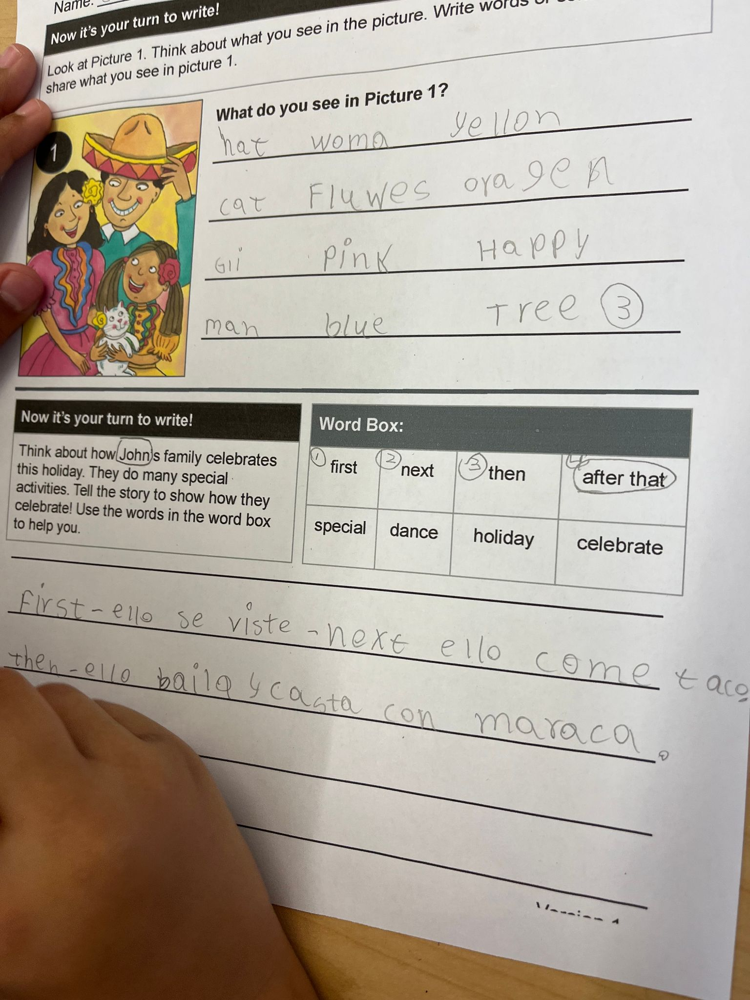 Name:
Now it's your turn to write!
Look at Picture 1. Think about what you see in the picture. Write words or
share what you see in picture 1.
1
What do you see in Picture 1?
hat woma yellon
cat Fluwes oragen
Gii Pink Happy
man blue Tree 3
Now it's your turn to write!
Think about how John's family celebrates
this holiday. They do many special
activities. Tell the story to show how they
celebrate! Use the words in the word box
to help you.
Word Box:
1 first 2 next 3 then 4 after that
special dance holiday celebrate
First-ello se viste -next ello come taco.
then-ello baila y casta con maraca.